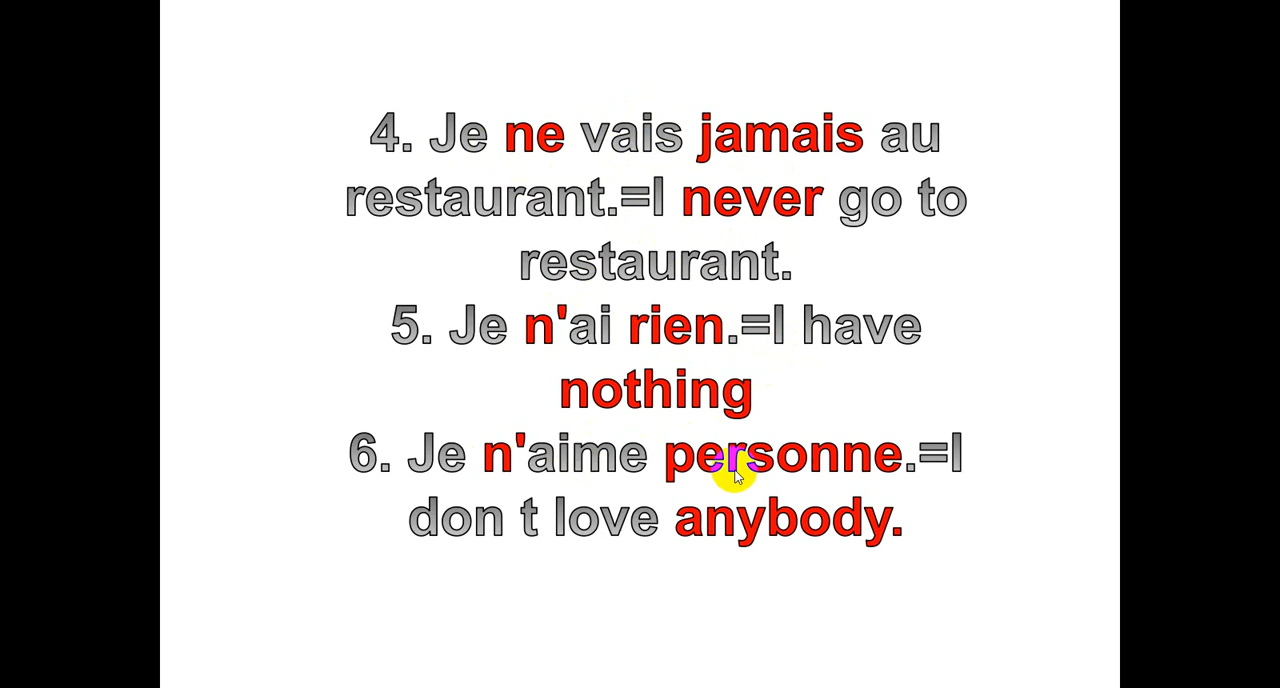 4. Je ne vais jamais au
restaurant.=I never go to
restaurant.
5. Je n'ai rien.=I have
nothing
6. Je n'aime personne.=I
don t love anybody.